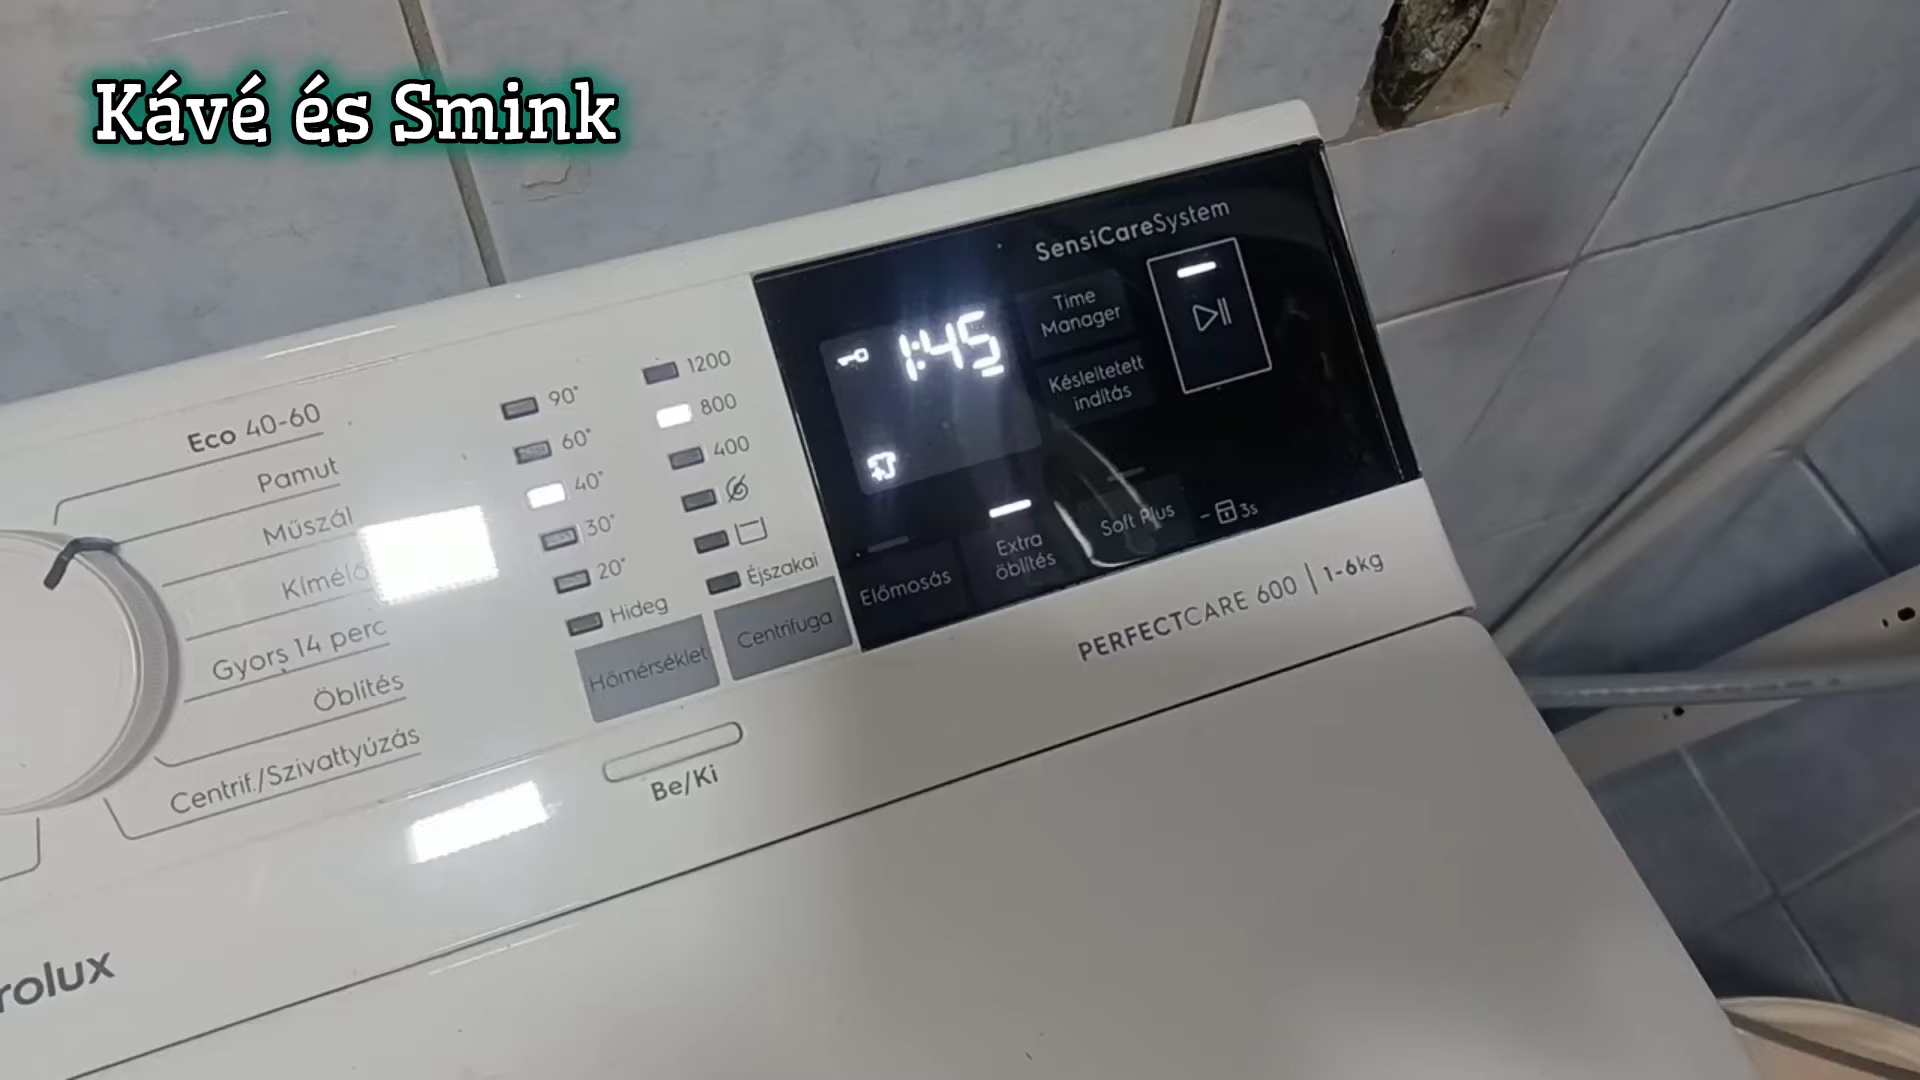 Kávé és Smink
SensiCareSystem
Time
Manager
Késleltetett
indítás
1:45
Eco 40-60
Pamut
Műszál
Kímélő
Gyors 14 perc
Öblítés
Centrif./Szivattyúzás
90°
60°
40°
30°
20°
Hideg
Hőmérséklet
1200
800
400
Éjszakai
Centrifuga
Előmosás
Extra
öblítés
Soft Plus
3s
PERFECTCARE 600 | 1-6kg
Be/Ki
rolux